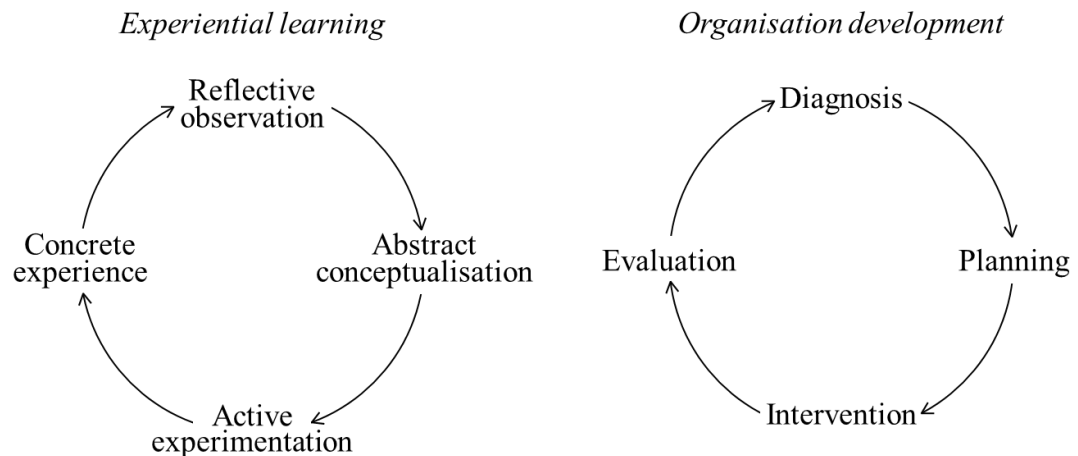 Experiential learning
Reflective
observation
Concrete
experience
Abstract
conceptualisation
Active
experimentation
Organisation development
Diagnosis
Evaluation
Planning
Intervention